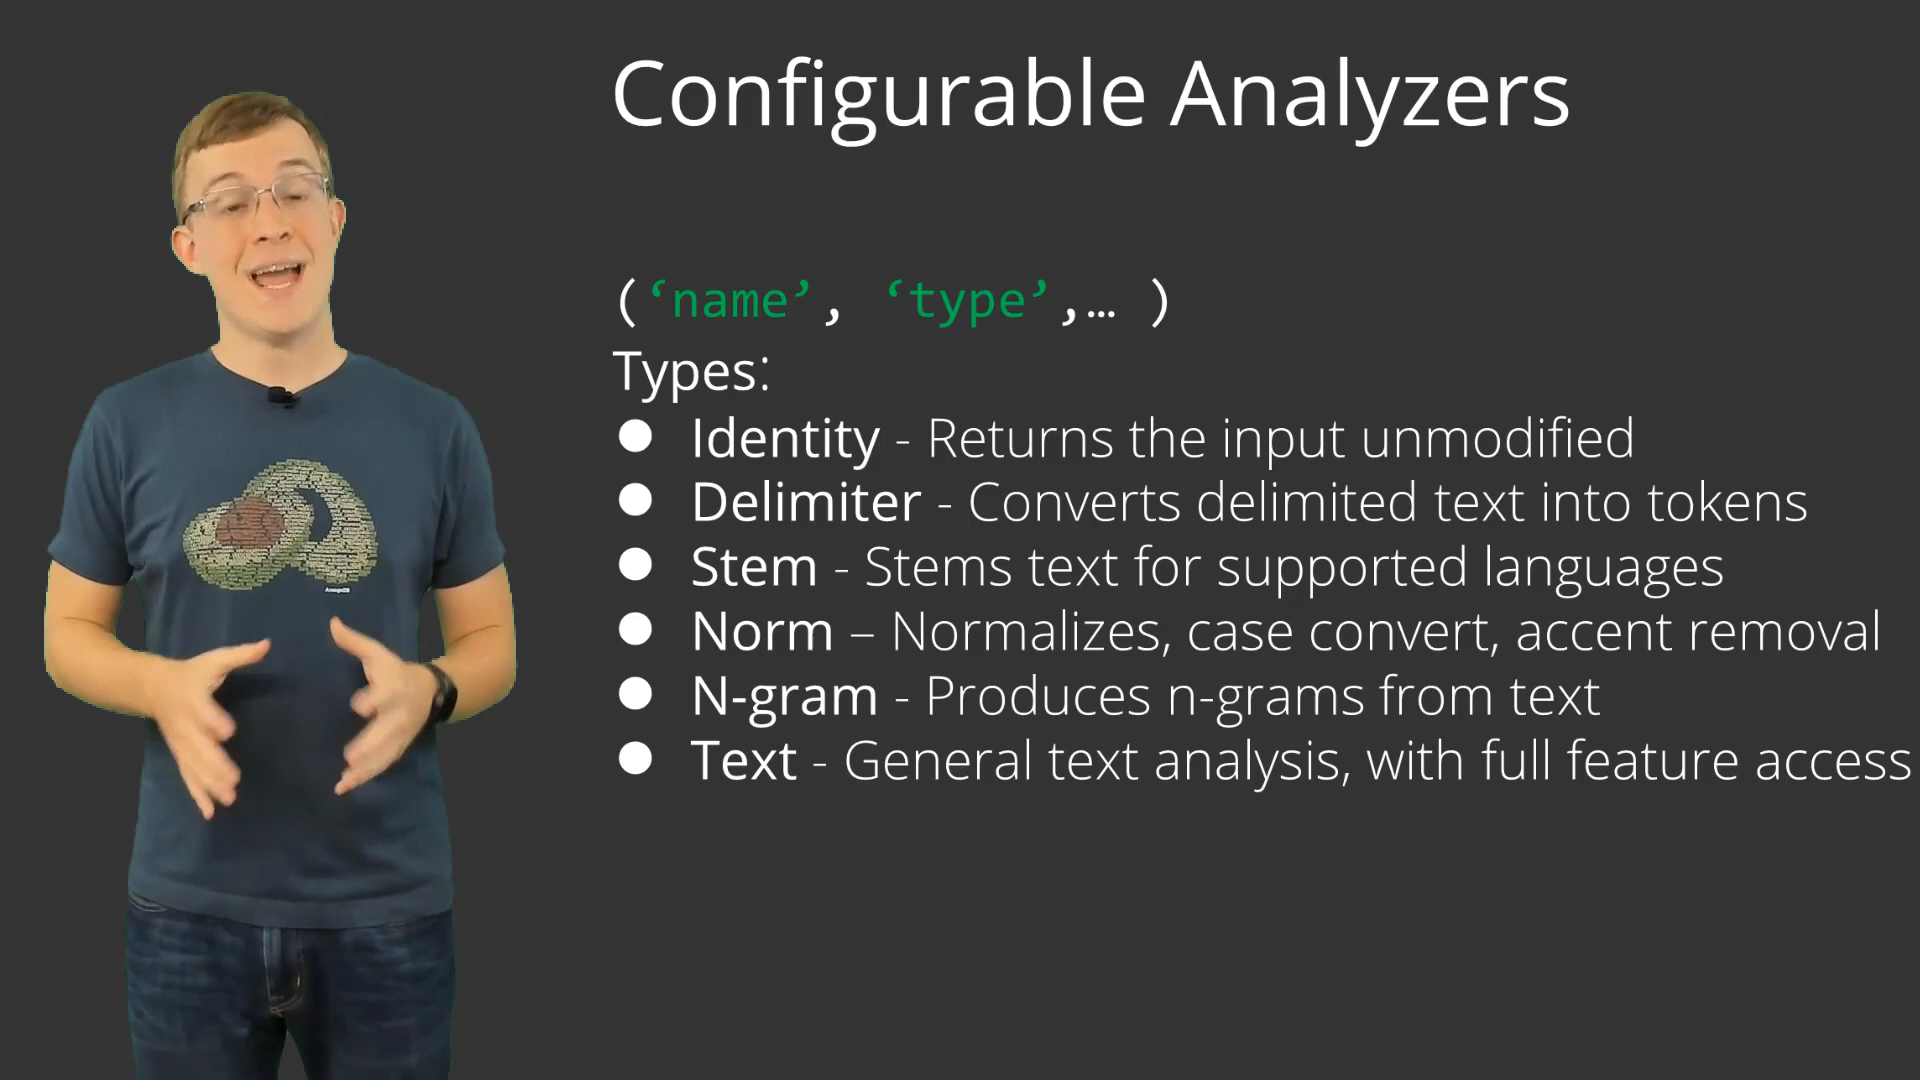 Configurable Analyzers
(‘name’, ‘type’,… )
Types:
● Identity - Returns the input unmodified
● Delimiter - Converts delimited text into tokens
● Stem - Stems text for supported languages
● Norm – Normalizes, case convert, accent removal
● N-gram - Produces n-grams from text
● Text - General text analysis, with full feature access
ArangoDB